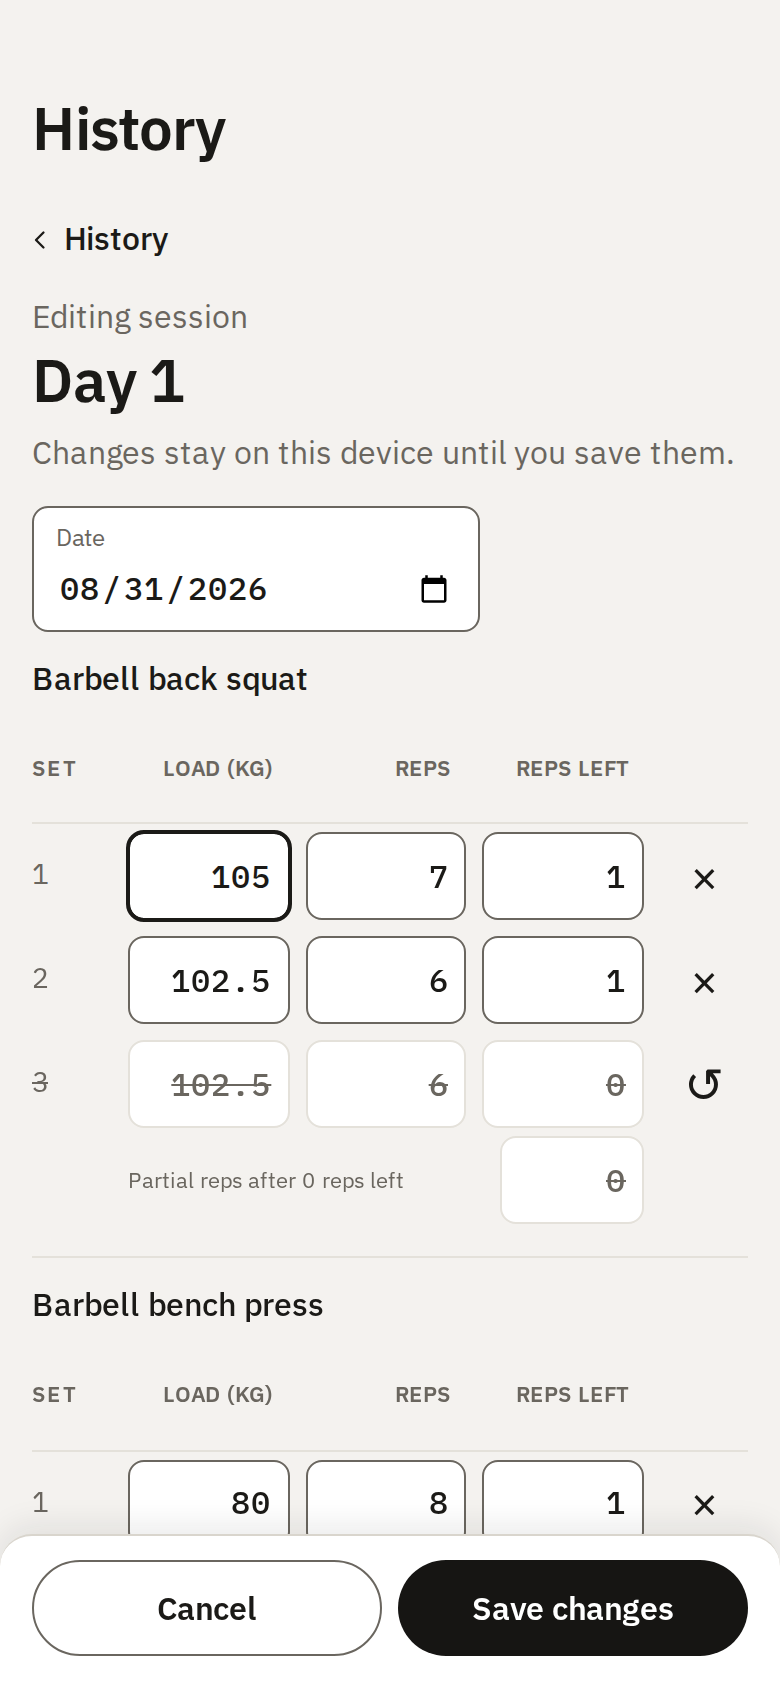 History
History
Editing session
Day 1
Changes stay on this device until you save them.
Date
08/31/2026
Barbell back squat
SET LOAD (KG) REPS REPS LEFT
1 105 7 1 ×
2 102.5 6 1 ×
3 102.5 6 0 ↺
Partial reps after 0 reps left 0
Barbell bench press
SET LOAD (KG) REPS REPS LEFT
1 80 8 1 ×
Cancel Save changes